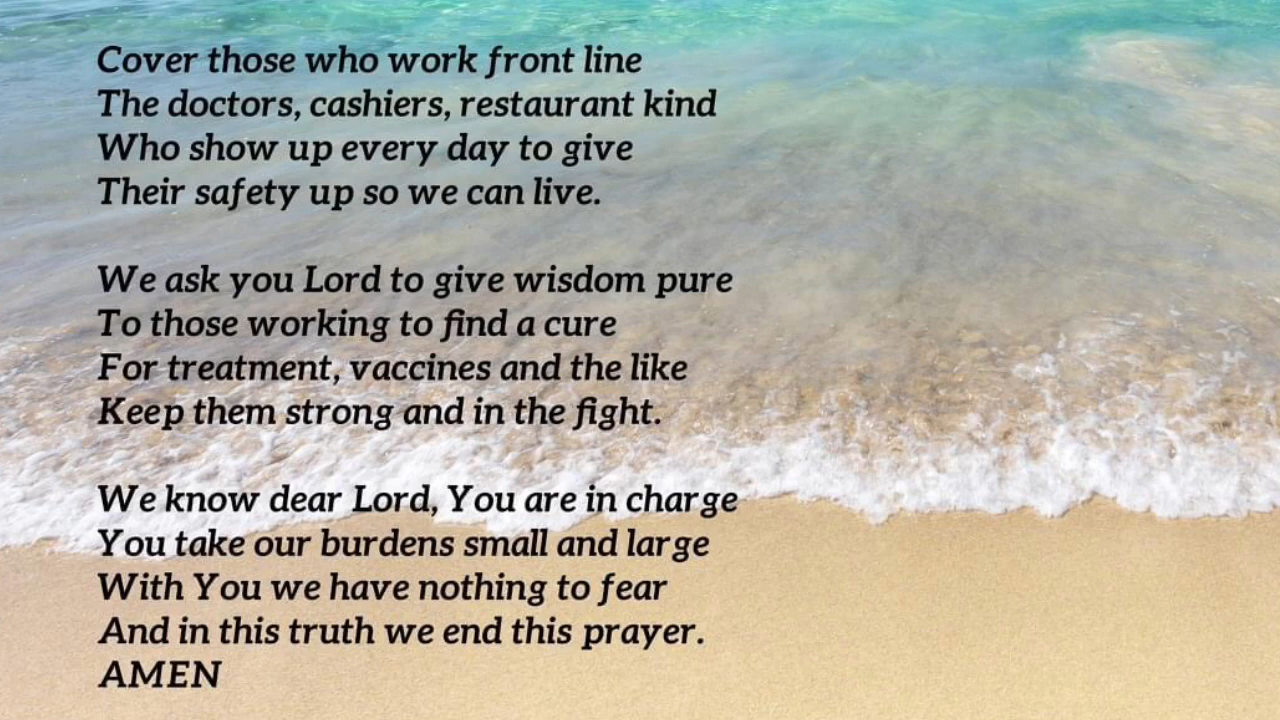 Cover those who work front line
The doctors, cashiers, restaurant kind
Who show up every day to give
Their safety up so we can live.
We ask you Lord to give wisdom pure
To those working to find a cure
For treatment, vaccines and the like
Keep them strong and in the fight.
We know dear Lord, You are in charge
You take our burdens small and large
With You we have nothing to fear
And in this truth we end this prayer.
AMEN